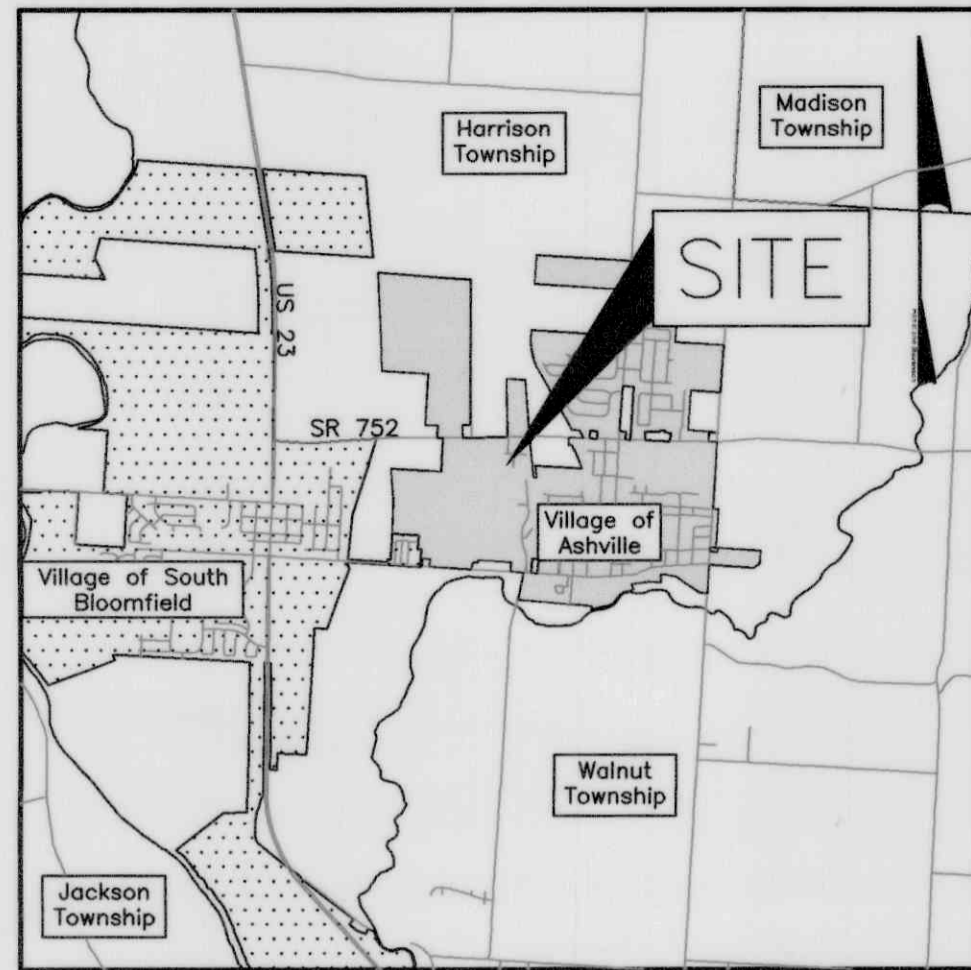 Harrison
Township
Madison
Township
SITE
US 23
SR 752
Village of
Ashville
Village of South
Bloomfield
Walnut
Township
Jackson
Township